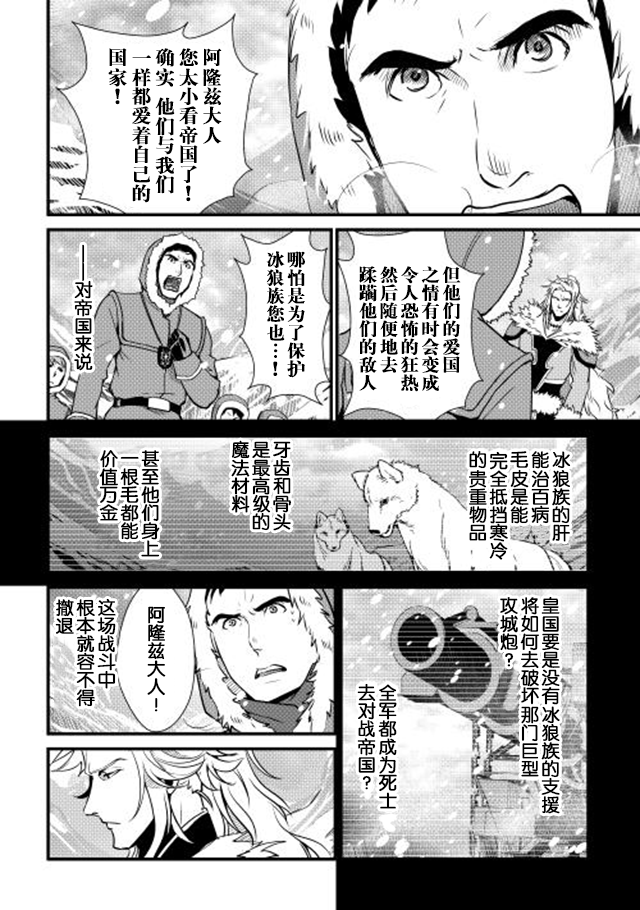 阿隆兹大人
您太小看帝国了！
确实 他们与我们
一样都爱着自己的
国家！
但他们的爱国
之情有时会变成
令人恐怖的狂热
然后随便地去
蹂躏他们的敌人
哪怕是为了保护
冰狼族您也…！
——对帝国来说
冰狼族的肝
能治百病
毛皮是能
完全抵挡寒冷
的贵重物品
牙齿和骨头
是最高级的
魔法材料
甚至他们身上
一根毛都能
价值万金
皇国要是没有冰狼族的支援
将如何去破坏那门巨型
攻城炮？
全军都成为死士
去对战帝国？
阿隆兹
大人！
这场战斗中
根本就容不得
撤退